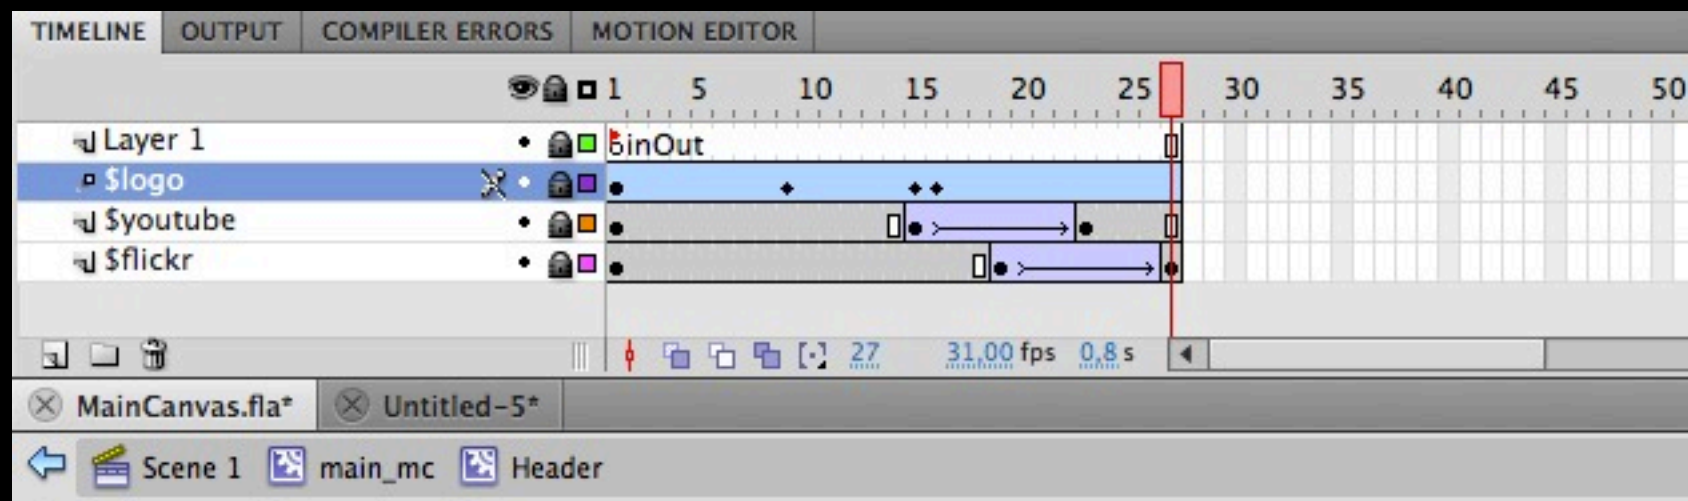 TIMELINE OUTPUT COMPILER ERRORS MOTION EDITOR
1 5 10 15 20 25 30 35 40 45 50
Layer 1 inOut
$logo
$youtube
$flickr
27 31,00 fps 0,8 s
MainCanvas.fla* Untitled-5*
Scene 1 main_mc Header